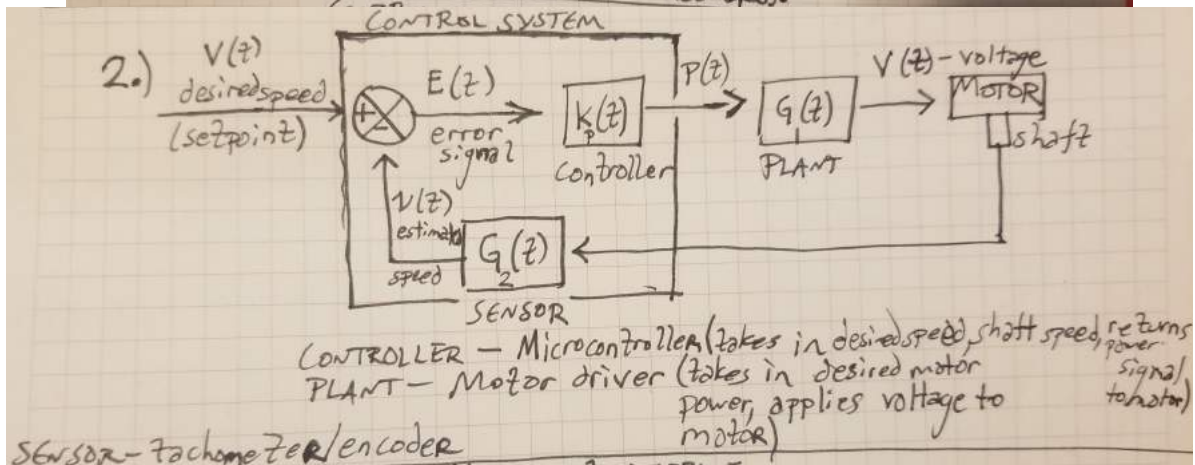 CONTROL SYSTEM
2.)
V(t)
desired speed
(setpoint)
+
-
E(t)
error
signal
Kp(t)
Controller
P(t)
G1(t)
PLANT
V(t) - voltage
MOTOR
shaft
v(t)
speed
G2(t)
SENSOR
CONTROLLER - Microcontroller (takes in desired speed, shaft speed, returns
power
signal
to motor)
PLANT - Motor driver (takes in desired motor
power, applies voltage to
motor)
SENSOR - tachometer/encoder